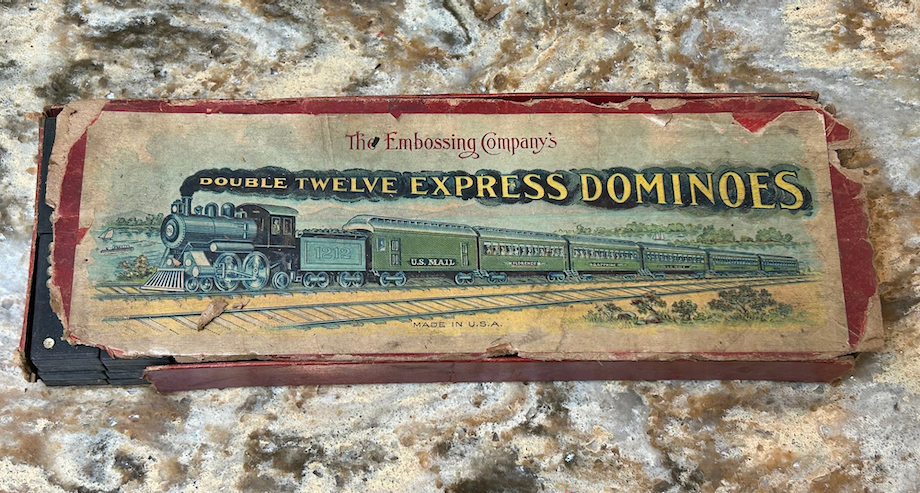 The Embossing Company's
DOUBLE TWELVE EXPRESS DOMINOES
1212
U.S. MAIL
MADE IN U.S.A.